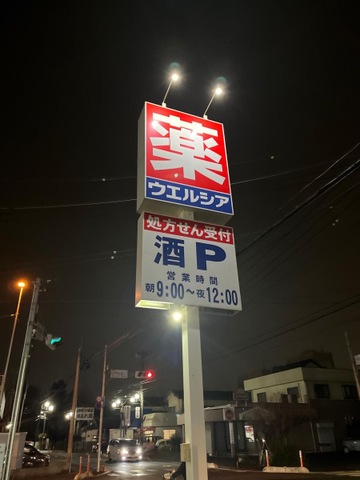 薬
ウエルシア
処方せん受付
酒 P
営業時間
朝9:00～夜12:00